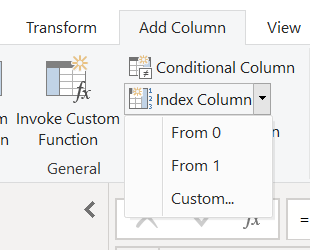 Transform Add Column View
Conditional Column
Index Column
Invoke Custom
Function
General
From 0
From 1
Custom...
fx
=